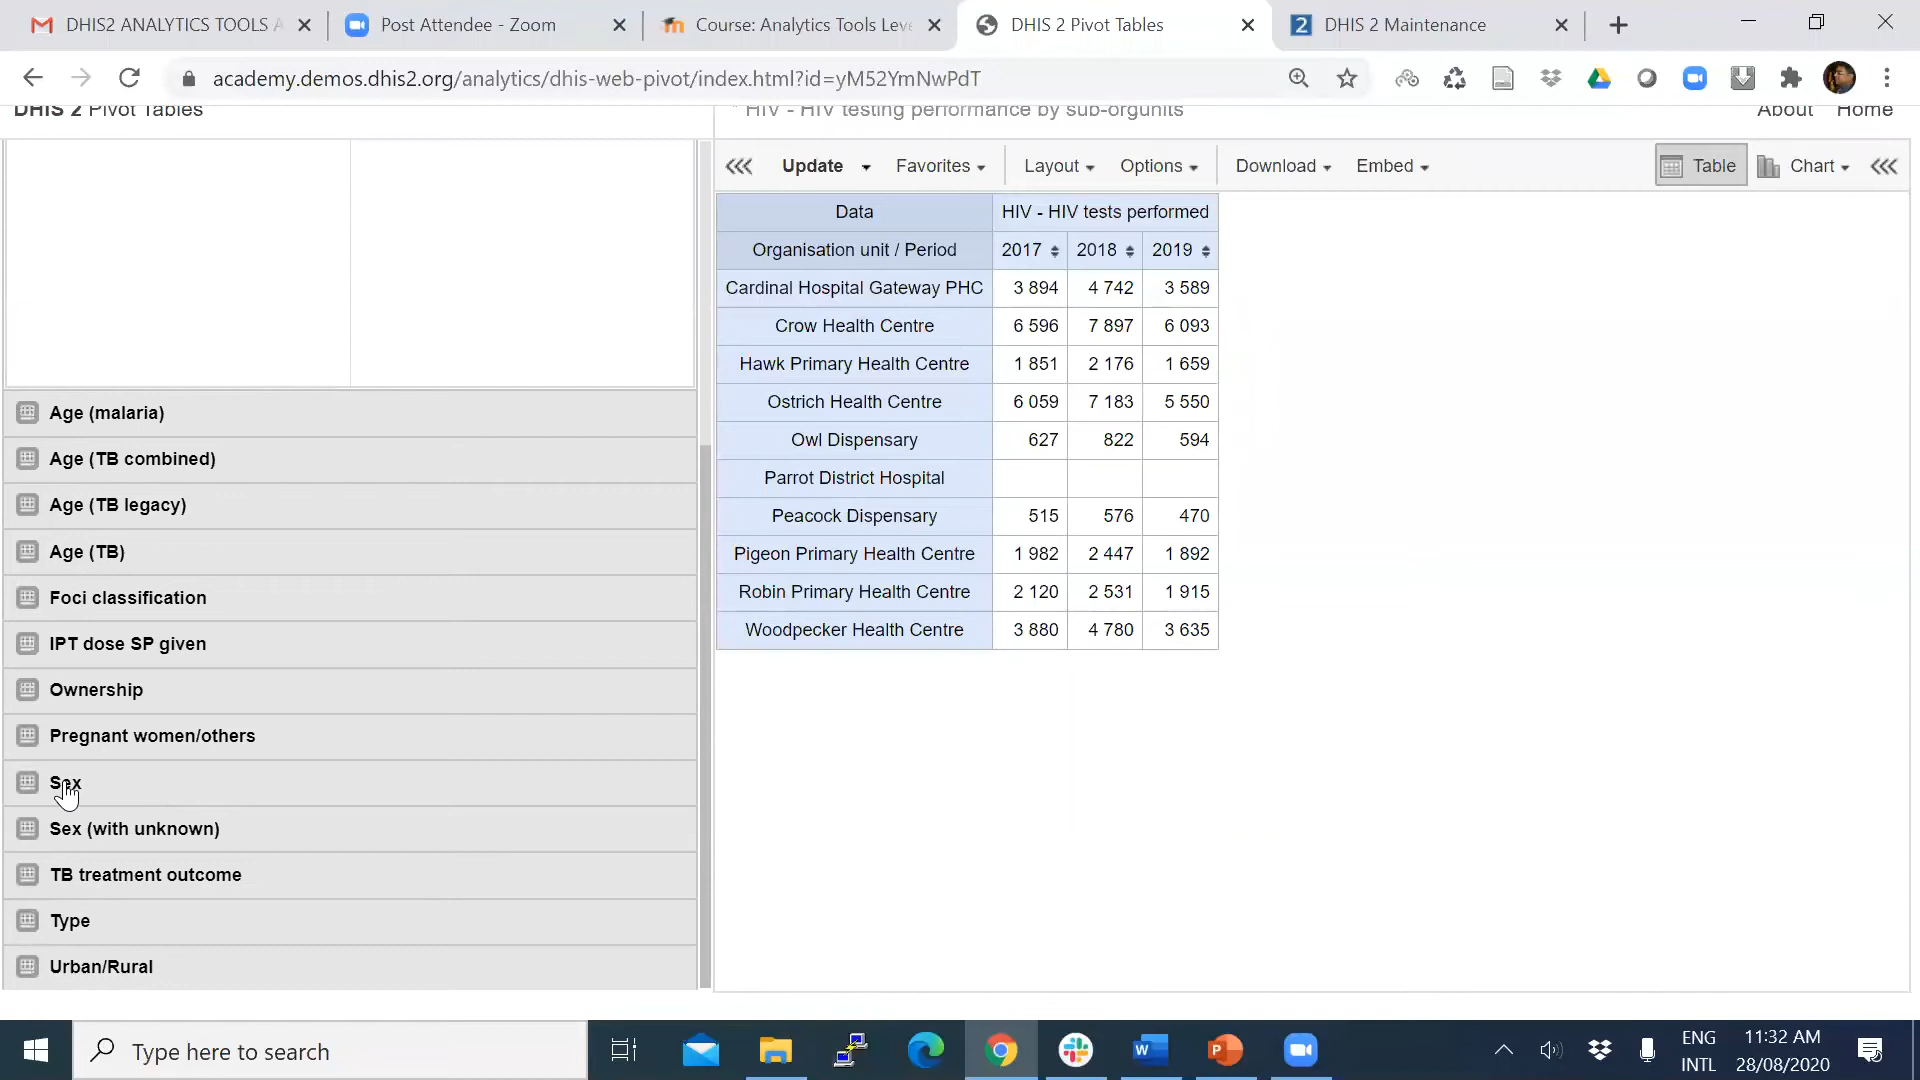 DHIS2 ANALYTICS TOOLS A
Post Attendee - Zoom
Course: Analytics Tools Leve
DHIS 2 Pivot Tables
DHIS 2 Maintenance
academy.demos.dhis2.org/analytics/dhis-web-pivot/index.html?id=yM52YmNwPdT
DHIS 2 Pivot Tables
* HIV - HIV testing performance by sub-orgunits
About Home
Update Favorites Layout Options Download Embed Table Chart
Data HIV - HIV tests performed
Organisation unit / Period 2017 2018 2019
Cardinal Hospital Gateway PHC 3 894 4 742 3 589
Crow Health Centre 6 596 7 897 6 093
Hawk Primary Health Centre 1 851 2 176 1 659
Ostrich Health Centre 6 059 7 183 5 550
Owl Dispensary 627 822 594
Parrot District Hospital
Peacock Dispensary 515 576 470
Pigeon Primary Health Centre 1 982 2 447 1 892
Robin Primary Health Centre 2 120 2 531 1 915
Woodpecker Health Centre 3 880 4 780 3 635
Age (malaria)
Age (TB combined)
Age (TB legacy)
Age (TB)
Foci classification
IPT dose SP given
Ownership
Pregnant women/others
Sex
Sex (with unknown)
TB treatment outcome
Type
Urban/Rural
Type here to search
ENG
INTL
11:32 AM
28/08/2020